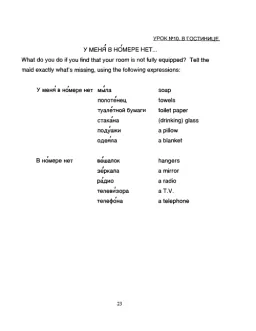 УРОК №10. В ГОСТИНИЦЕ.
У МЕНЯ́ В НО́МЕРЕ НЕТ...
What do you do if you find that your room is not fully equipped?  Tell the
maid exactly what's missing, using the following expressions:
У меня́ в но́мере нет мы́ла soap
полоте́нец towels
туале́тной бума́ги toilet paper
стака́на (drinking) glass
поду́шки a pillow
одея́ла a blanket
В но́мере нет ве́шалок hangers
зе́ркала a mirror
ра́дио a radio
телеви́зора a T.V.
телефо́на a telephone
23